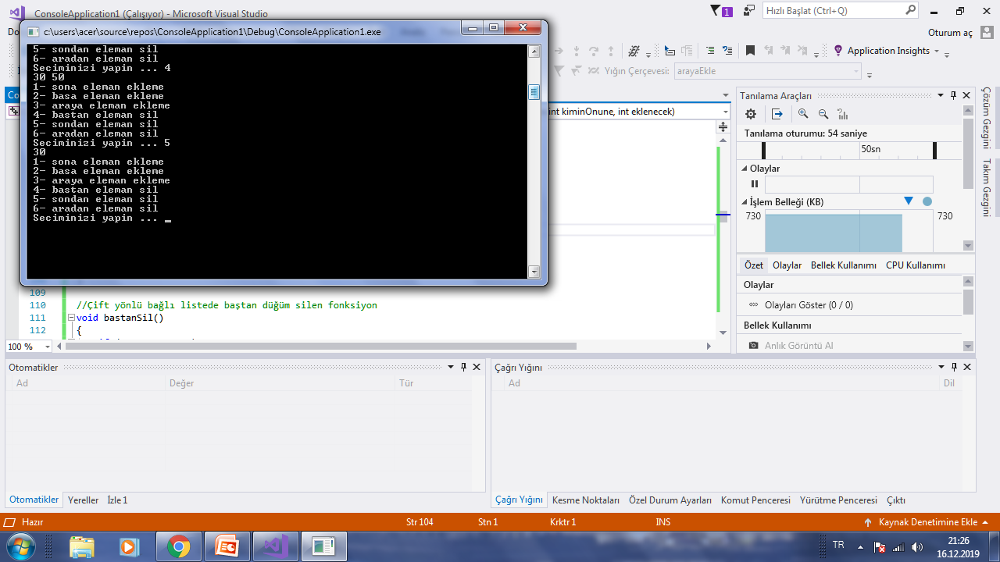 ConsoleApplication1 (Çalışıyor) - Microsoft Visual Studio
1
Hızlı Başlat (Ctrl+Q)
Oturum aç
c:\users\acer\source\repos\ConsoleApplication1\Debug\ConsoleApplication1.exe
5- sondan eleman sil
6- aradan eleman sil
Seciminizi yapin ... 4
30 50
1- sona eleman ekleme
2- basa eleman ekleme
3- araya eleman ekleme
4- bastan eleman sil
5- sondan eleman sil
6- aradan eleman sil
Seciminizi yapin ... 5
30
1- sona eleman ekleme
2- basa eleman ekleme
3- araya eleman ekleme
4- bastan eleman sil
5- sondan eleman sil
6- aradan eleman sil
Seciminizi yapin ...
Application Insights
Yığın Çerçevesi:
arayaEkle
int kiminOnune, int eklenecek)
109
110 //Çift yönlü bağlı listede baştan düğüm silen fonksiyon
111 void bastanSil()
112 {
100 %
Tanılama Araçları
Tanılama oturumu: 54 saniye
50sn
Olaylar
İşlem Belleği (KB)
730
730
Özet Olaylar Bellek Kullanımı CPU Kullanımı
Olaylar
Olayları Göster (0 / 0)
Bellek Kullanımı
Anlık Görüntü Al
Çözüm Gezgini
Takım Gezgini
Otomatikler
Ad Değer Tür
Otomatikler Yereller İzle 1
Çağrı Yığını
Ad Dil
Çağrı Yığını Kesme Noktaları Özel Durum Ayarları Komut Penceresi Yürütme Penceresi Çıktı
Hazır Str 104 Stn 1 Krktr 1 INS Kaynak Denetimine Ekle
TR
21:26
16.12.2019